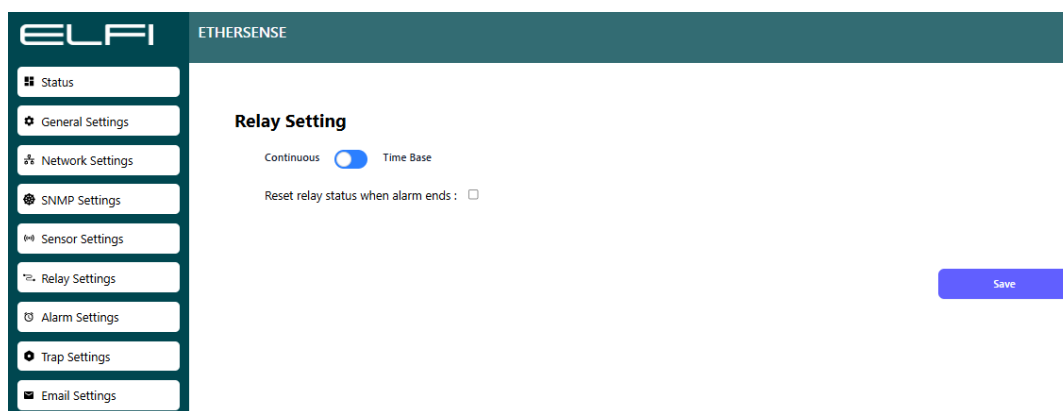 ELFI
ETHERSENSE
Status
General Settings
Network Settings
SNMP Settings
Sensor Settings
Relay Settings
Alarm Settings
Trap Settings
Email Settings
Relay Setting
Continuous Time Base
Reset relay status when alarm ends :
Save